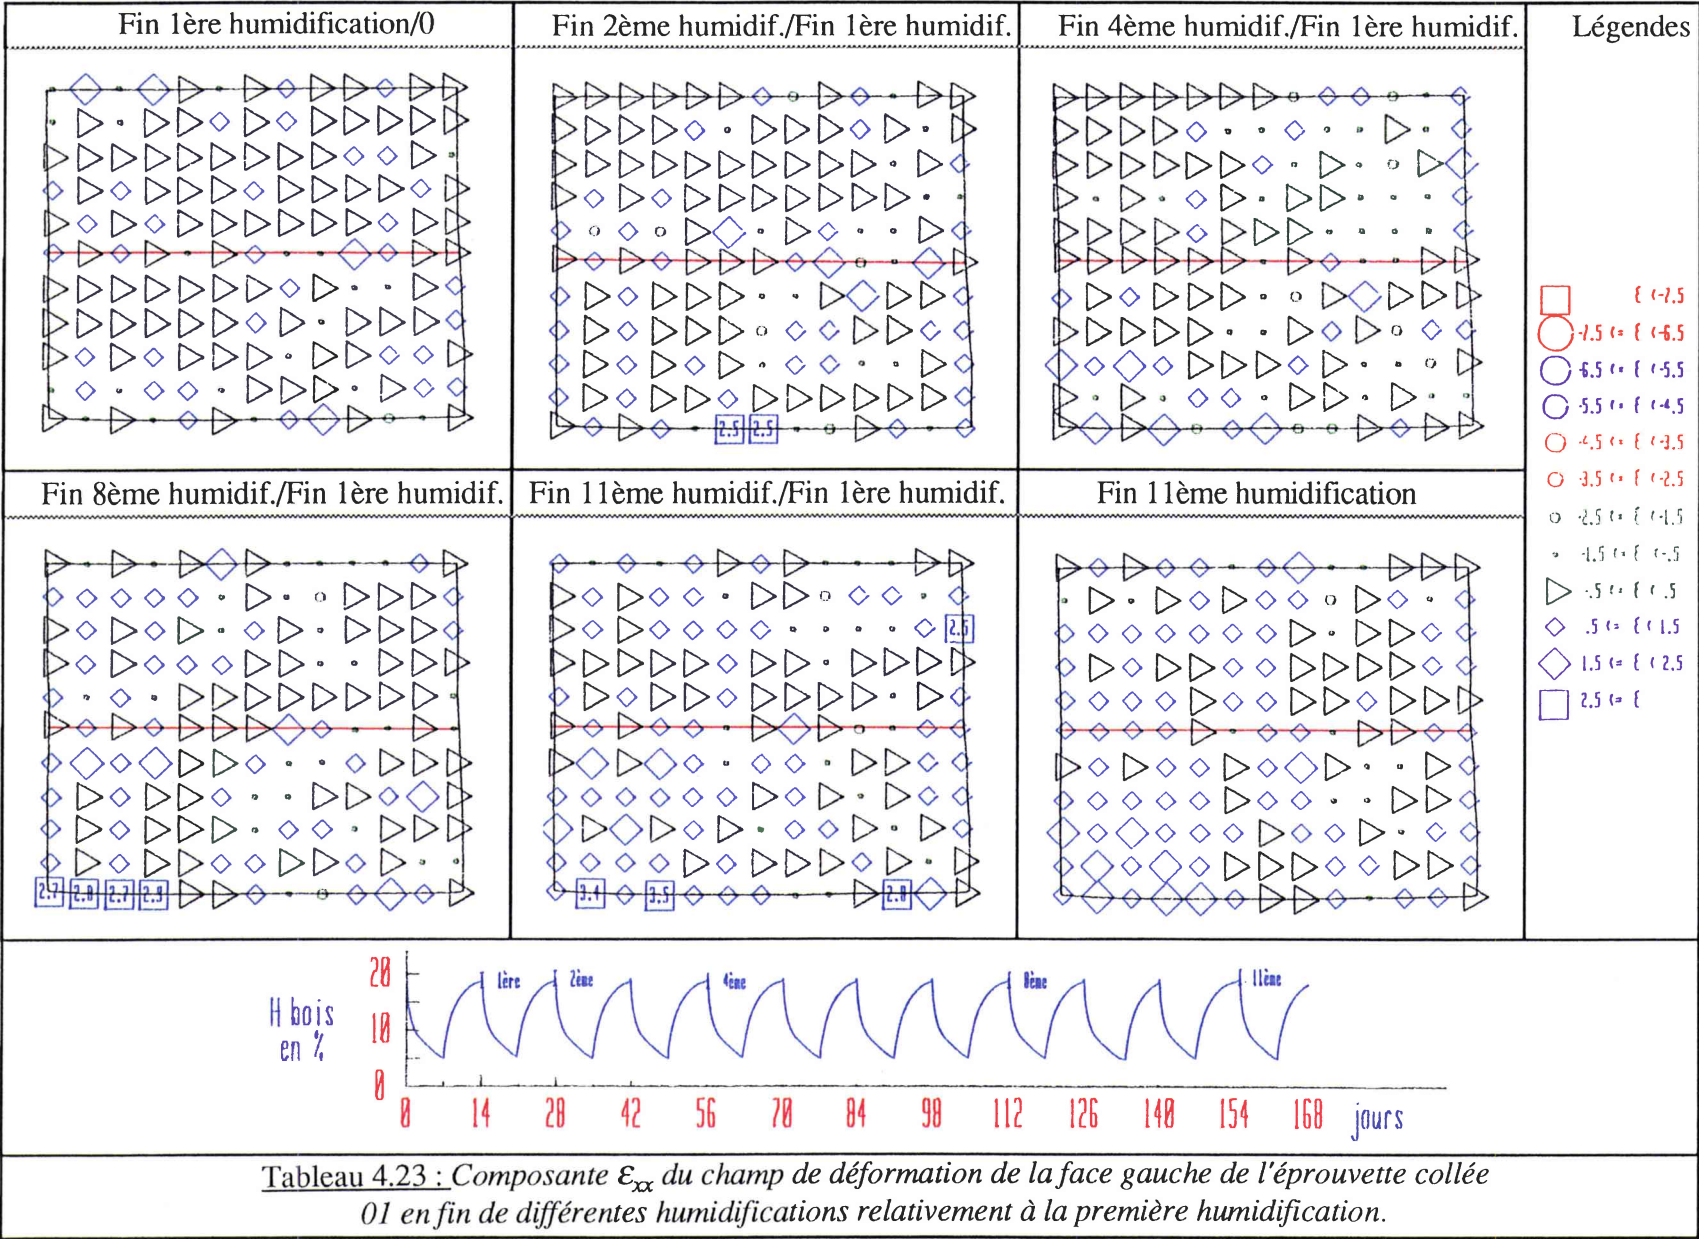 Fin 1ère humidification/0
Fin 2ème humidif./Fin 1ère humidif.
Fin 4ème humidif./Fin 1ère humidif.
Légendes
2.5 2.5
ε <-7.5
-7.5 <= ε <-6.5
-6.5 <= ε <-5.5
-5.5 <= ε <-4.5
-4.5 <= ε <-3.5
-3.5 <= ε <-2.5
-2.5 <= ε <-1.5
-1.5 <= ε <-.5
-.5 <= ε < .5
.5 <= ε < 1.5
1.5 <= ε < 2.5
2.5 <= ε
Fin 8ème humidif./Fin 1ère humidif.
Fin 11ème humidif./Fin 1ère humidif.
Fin 11ème humidification
2.8 2.7 2.9
2.6
3.4 3.5 2.8
H bois
en %
20
10
0
1ère 2ème 4ème 8ème 11ème
0 14 28 42 56 70 84 98 112 126 140 154 168 jours
Tableau 4.23 : Composante εxx du champ de déformation de la face gauche de l'éprouvette collée
01 en fin de différentes humidifications relativement à la première humidification.